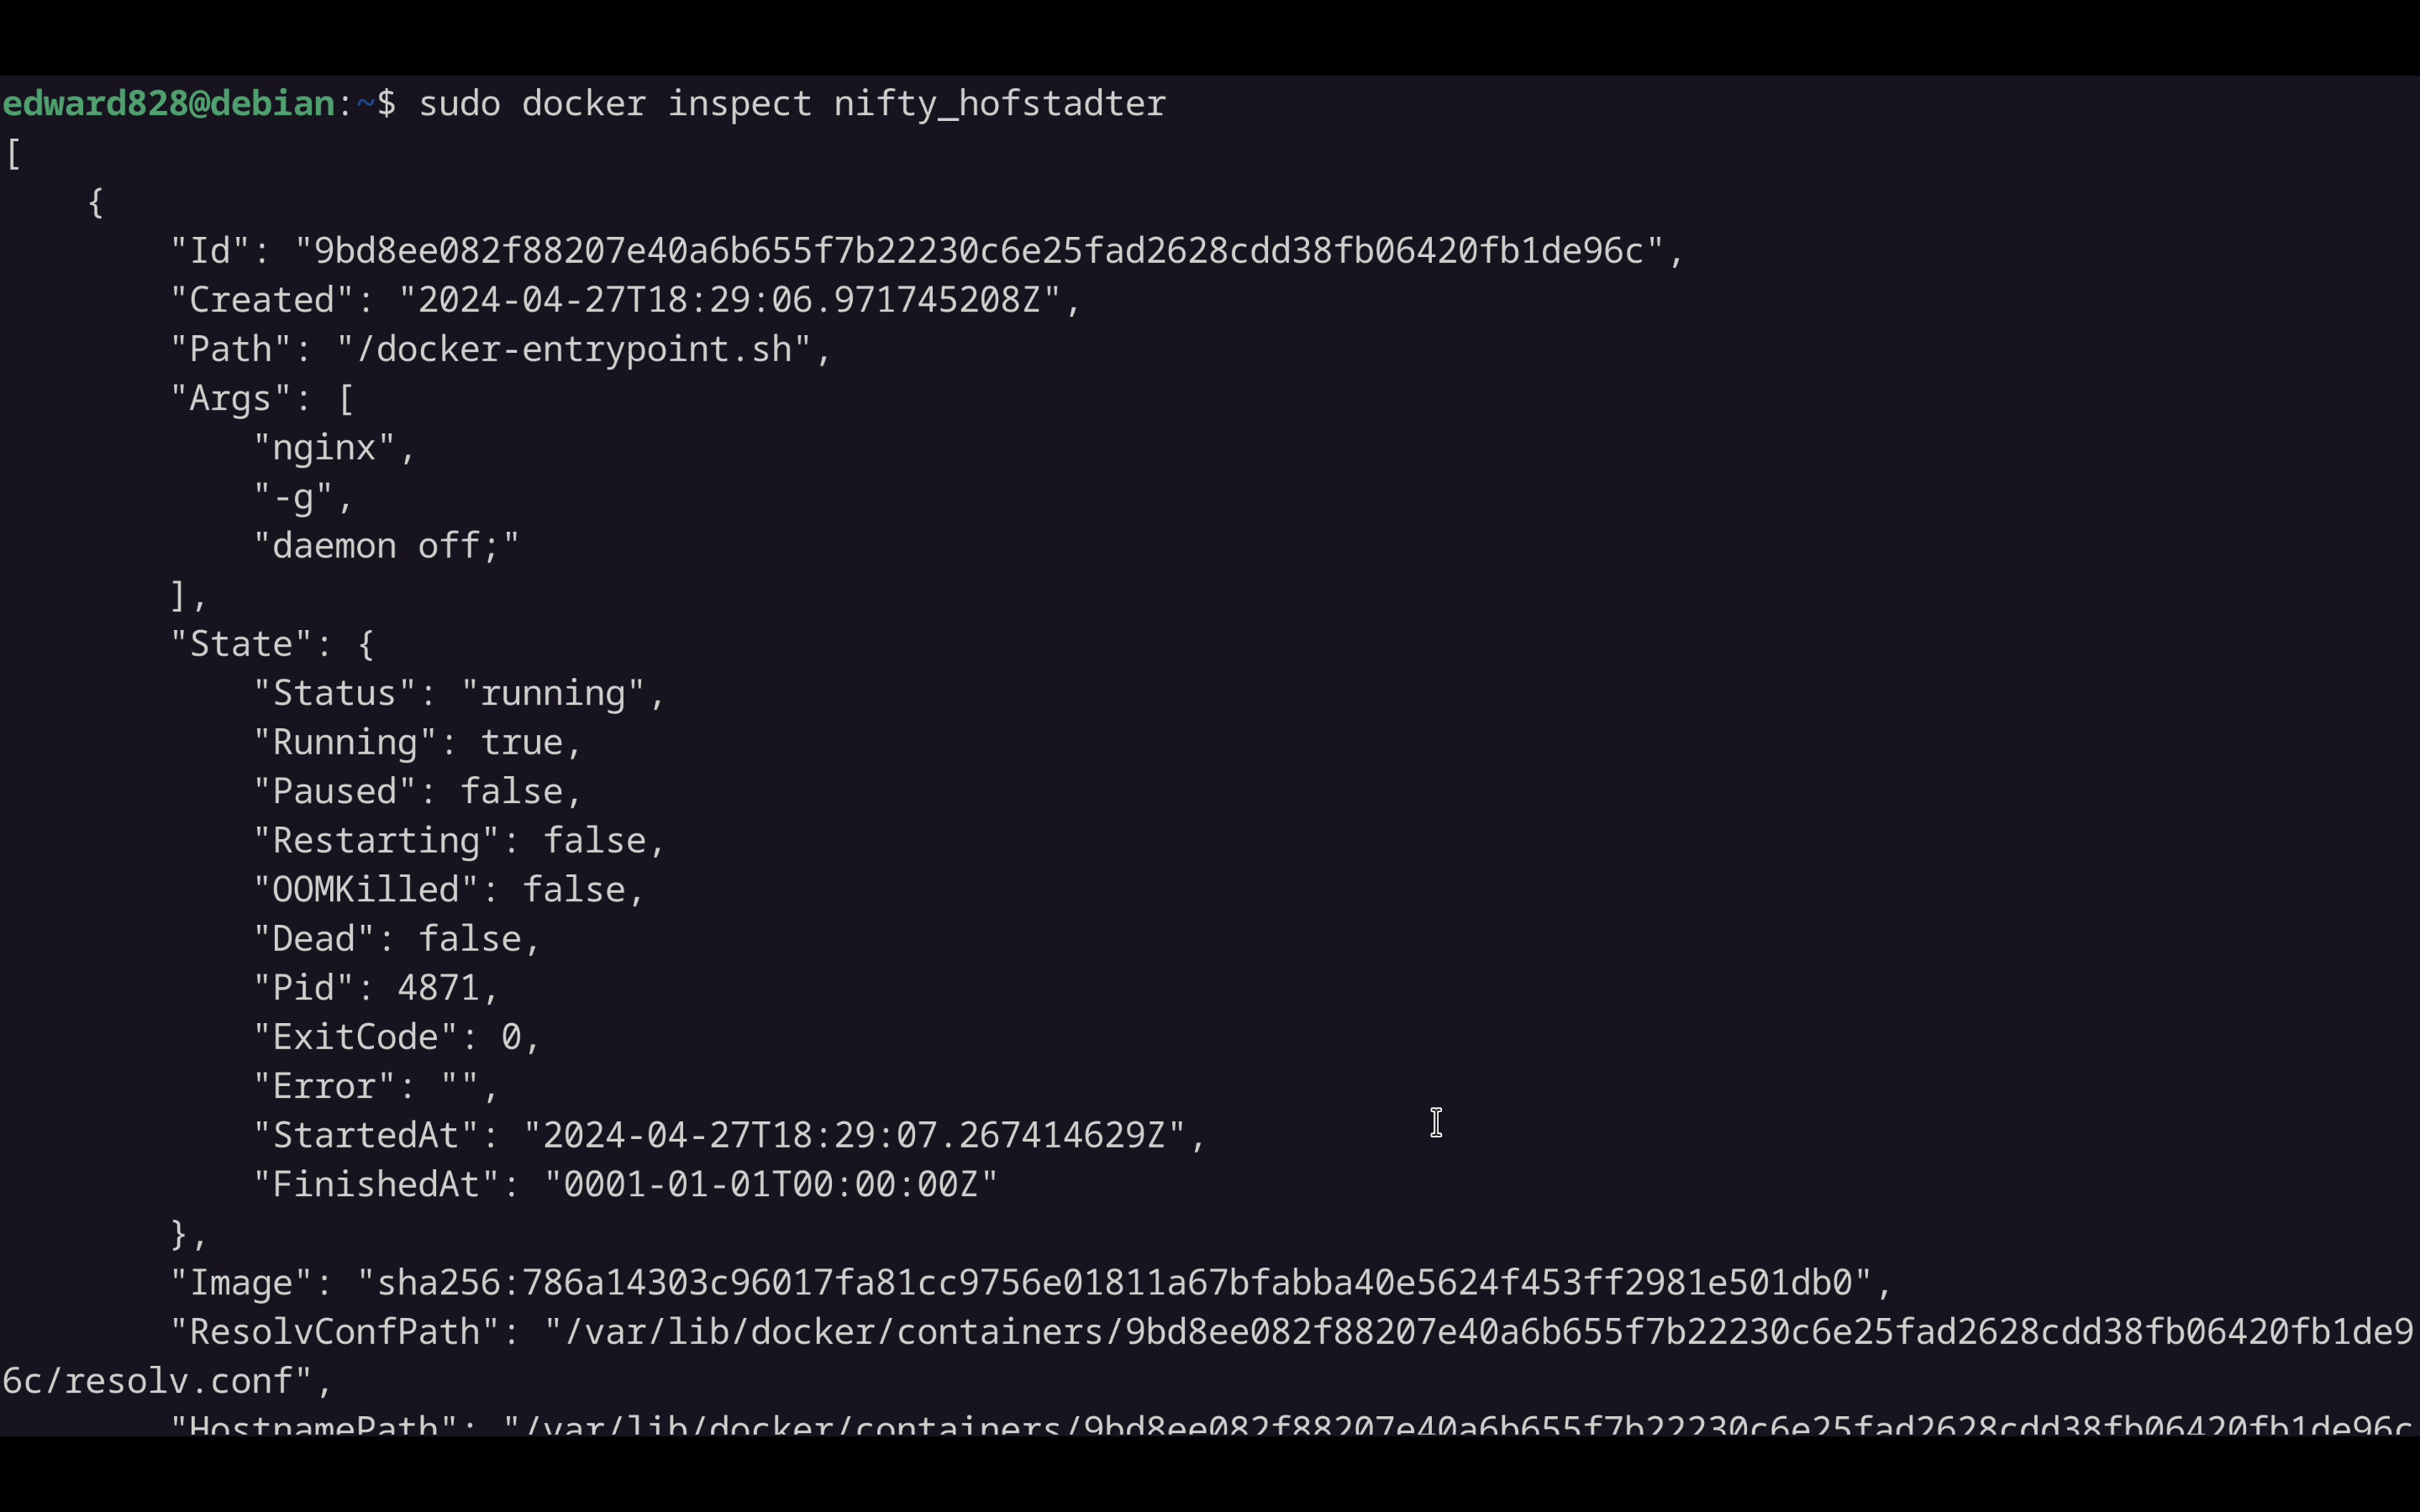 edward828@debian:~$ sudo docker inspect nifty_hofstadter
[
    {
        "Id": "9bd8ee082f88207e40a6b655f7b22230c6e25fad2628cdd38fb06420fb1de96c",
        "Created": "2024-04-27T18:29:06.971745208Z",
        "Path": "/docker-entrypoint.sh",
        "Args": [
            "nginx",
            "-g",
            "daemon off;"
        ],
        "State": {
            "Status": "running",
            "Running": true,
            "Paused": false,
            "Restarting": false,
            "OOMKilled": false,
            "Dead": false,
            "Pid": 4871,
            "ExitCode": 0,
            "Error": "",
            "StartedAt": "2024-04-27T18:29:07.267414629Z",
            "FinishedAt": "0001-01-01T00:00:00Z"
        },
        "Image": "sha256:786a14303c96017fa81cc9756e01811a67bfabba40e5624f453ff2981e501db0",
        "ResolvConfPath": "/var/lib/docker/containers/9bd8ee082f88207e40a6b655f7b22230c6e25fad2628cdd38fb06420fb1de9
6c/resolv.conf",
        "HostnamePath": "/var/lib/docker/containers/9bd8ee082f88207e40a6b655f7b22230c6e25fad2628cdd38fb06420fb1de96c